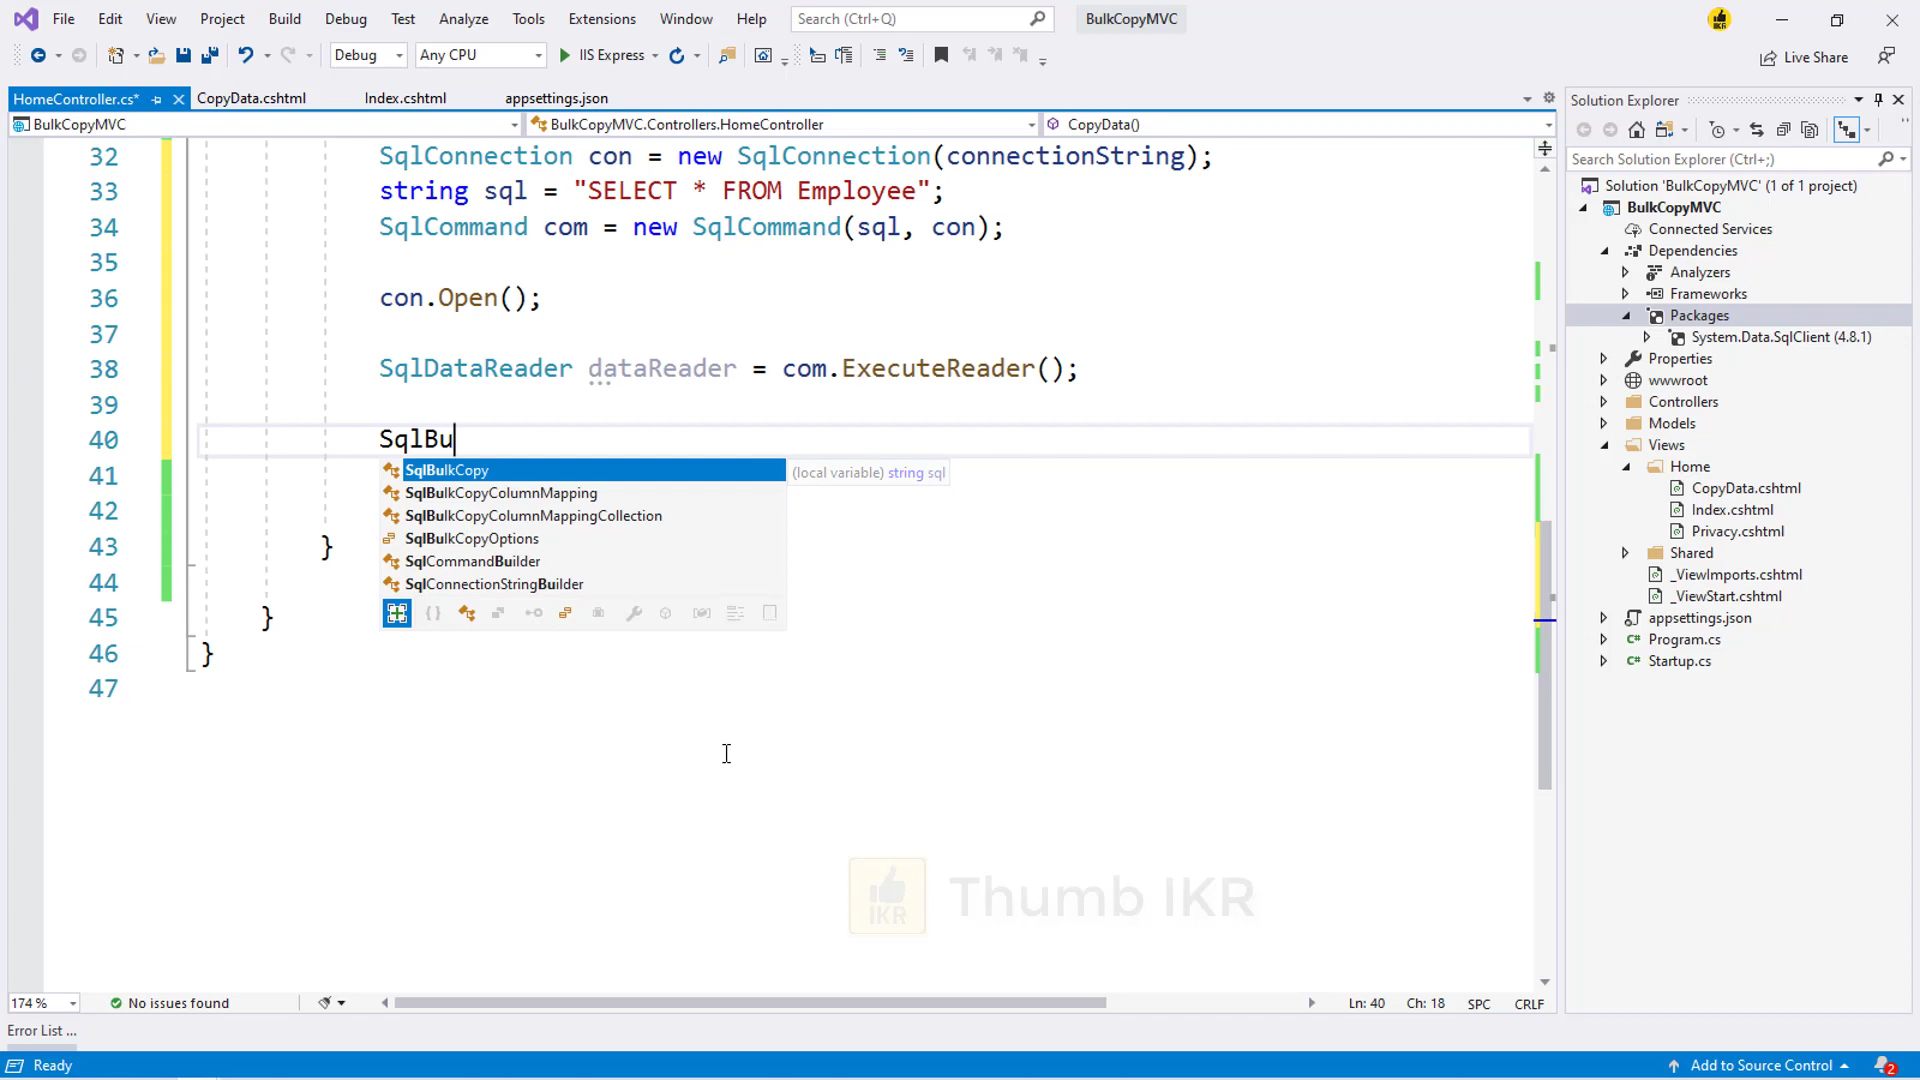 File Edit View Project Build Debug Test Analyze Tools Extensions Window Help Search (Ctrl+Q) BulkCopyMVC
Debug Any CPU IIS Express Live Share
HomeController.cs* CopyData.cshtml Index.cshtml appsettings.json
BulkCopyMVC BulkCopyMVC.Controllers.HomeController CopyData()
32 SqlConnection con = new SqlConnection(connectionString);
33 string sql = "SELECT * FROM Employee";
34 SqlCommand com = new SqlCommand(sql, con);
35
36 con.Open();
37
38 SqlDataReader dataReader = com.ExecuteReader();
39
40 SqlBu
41
42
43 }
44
45 }
46 }
47
SqlBulkCopy
SqlBulkCopyColumnMapping
SqlBulkCopyColumnMappingCollection
SqlBulkCopyOptions
SqlCommandBuilder
SqlConnectionStringBuilder
(local variable) string sql
IKR
Thumb IKR
174 % No issues found Ln: 40 Ch: 18 SPC CRLF
Error List ...
Ready Add to Source Control 2
Solution Explorer
Search Solution Explorer (Ctrl+;)
Solution 'BulkCopyMVC' (1 of 1 project)
BulkCopyMVC
Connected Services
Dependencies
Analyzers
Frameworks
Packages
System.Data.SqlClient (4.8.1)
Properties
wwwroot
Controllers
Models
Views
Home
CopyData.cshtml
Index.cshtml
Privacy.cshtml
Shared
_ViewImports.cshtml
_ViewStart.cshtml
appsettings.json
C# Program.cs
C# Startup.cs